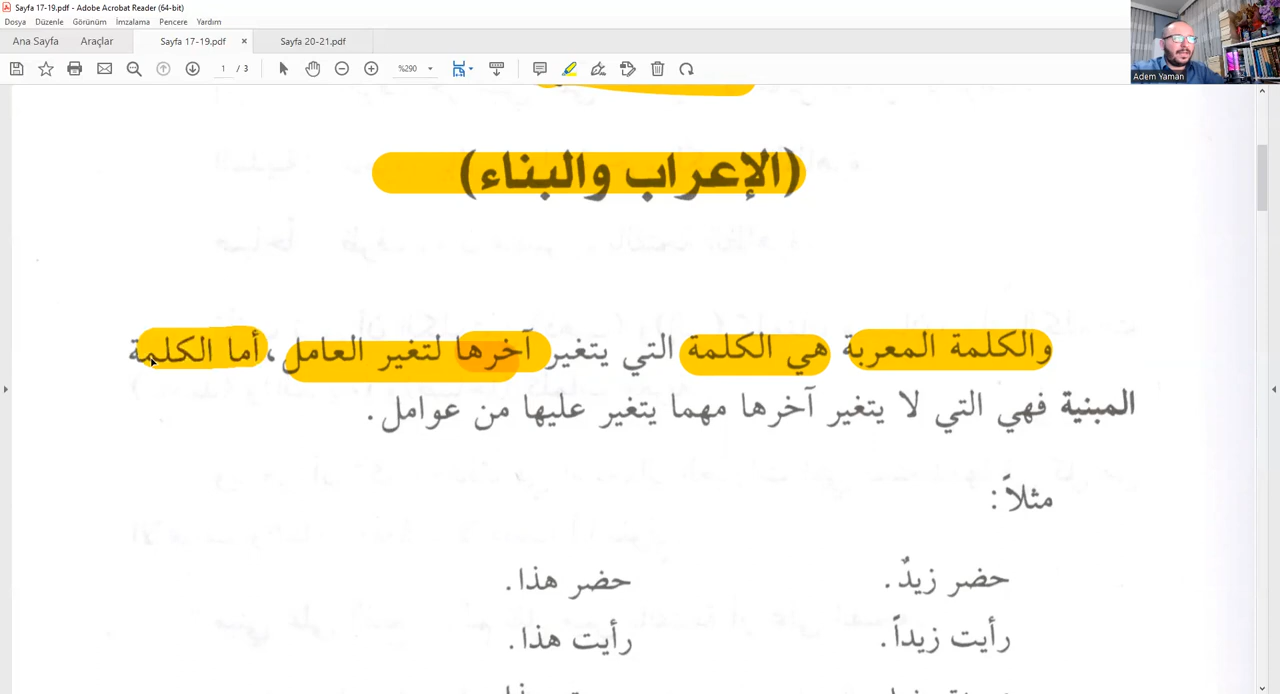 Sayfa 17-19.pdf - Adobe Acrobat Reader (64-bit)
Dosya Düzenle Görünüm İmzalama Pencere Yardım
Ana Sayfa Araçlar Sayfa 17-19.pdf × Sayfa 20-21.pdf
1 / 3 %290
Adem Yaman
(الإعراب والبناء)
والكلمة المعربة هي الكلمة التي يتغير آخرها لتغير العامل، أما الكلمة
المبنية فهي التي لا يتغير آخرها مهما يتغير عليها من عوامل.
مثلاً:
حضر زيدٌ. حضر هذا.
رأيت زيداً. رأيت هذا.